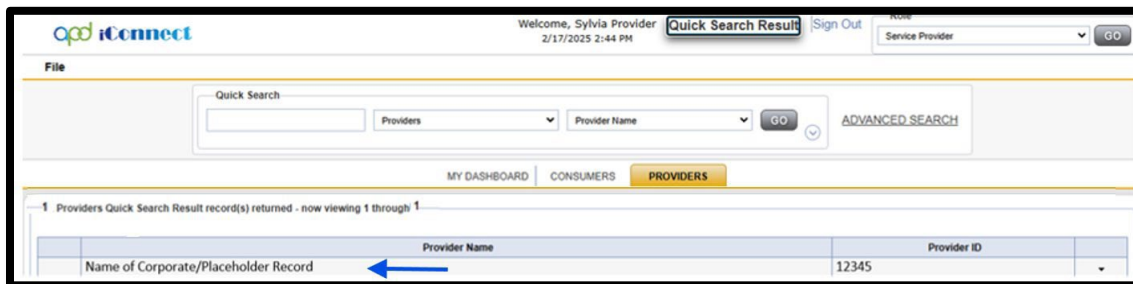 apd iConnect
Welcome, Sylvia Provider
2/17/2025 2:44 PM
Quick Search Result
Sign Out
Role
Service Provider
GO
File
Quick Search
Providers
Provider Name
GO
ADVANCED SEARCH
MY DASHBOARD
CONSUMERS
PROVIDERS
1 Providers Quick Search Result record(s) returned - now viewing 1 through 1
Provider Name
Provider ID
Name of Corporate/Placeholder Record
12345